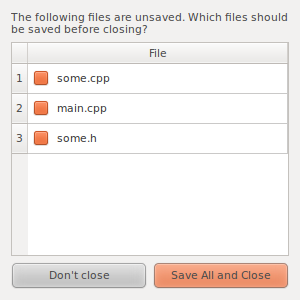 The following files are unsaved. Which files should
be saved before closing?
File
1 some.cpp
2 main.cpp
3 some.h
Don't close Save All and Close